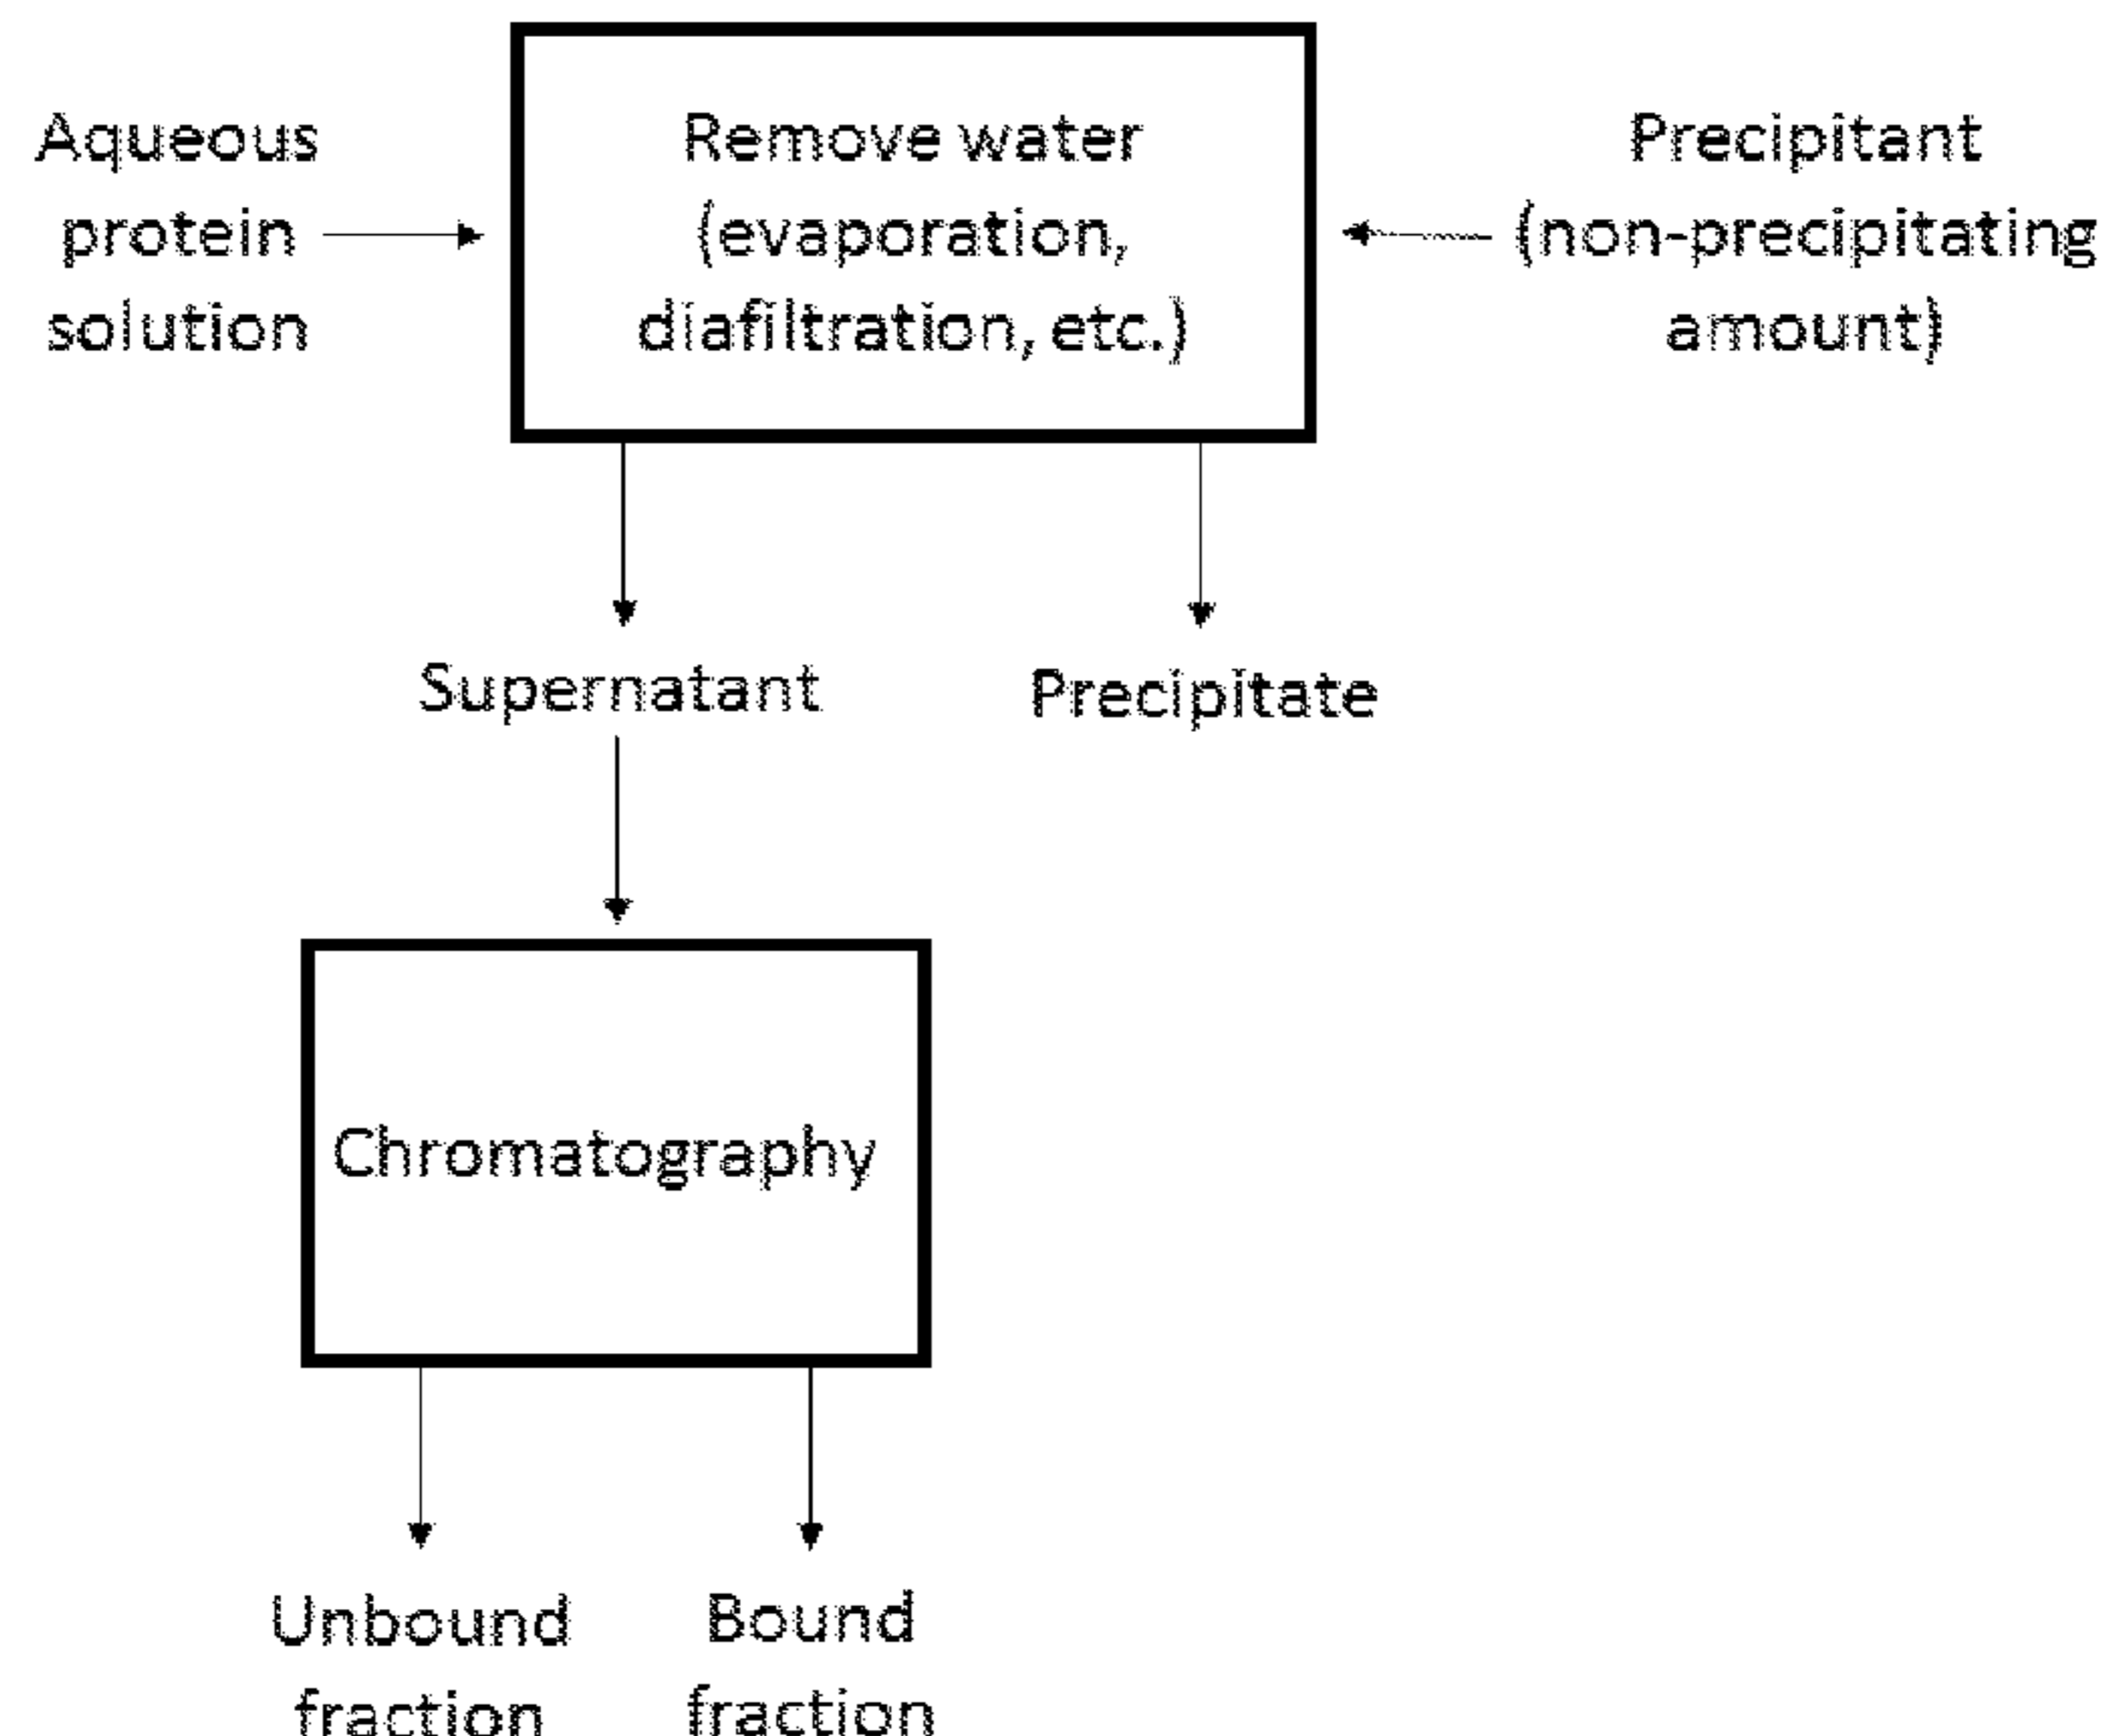 Aqueous
protein
solution
Remove water
(evaporation,
diafiltration, etc.)
Precipitant
(non-precipitating
amount)
Supernatant
Precipitate
Chromatography
Unbound
fraction
Bound
fraction